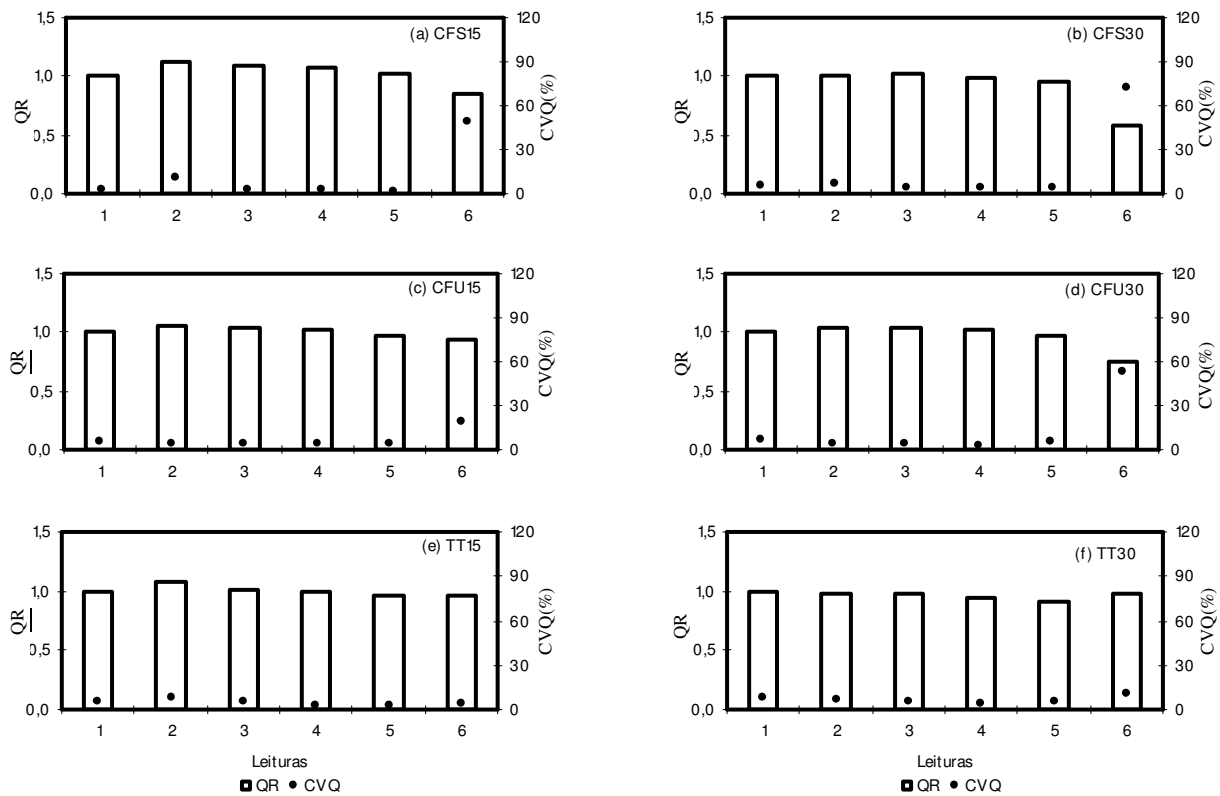 (a) CFS15
1,5
1,0
0,5
0,0
QR
120
90
60
30
0
CVQ(%)
1 2 3 4 5 6
(b) CFS30
1,5
1,0
0,5
0,0
QR
120
90
60
30
0
CVQ(%)
1 2 3 4 5 6
(c) CFU15
1,5
1,0
0,5
0,0
QR
120
90
60
30
0
CVQ(%)
1 2 3 4 5 6
(d) CFU30
1,5
1,0
0,5
0,0
QR
120
90
60
30
0
CVQ(%)
1 2 3 4 5 6
(e) TT15
1,5
1,0
0,5
0,0
QR
120
90
60
30
0
CVQ(%)
1 2 3 4 5 6
Leituras
QR CVQ
(f) TT30
1,5
1,0
0,5
0,0
QR
120
90
60
30
0
CVQ(%)
1 2 3 4 5 6
Leituras
QR CVQ